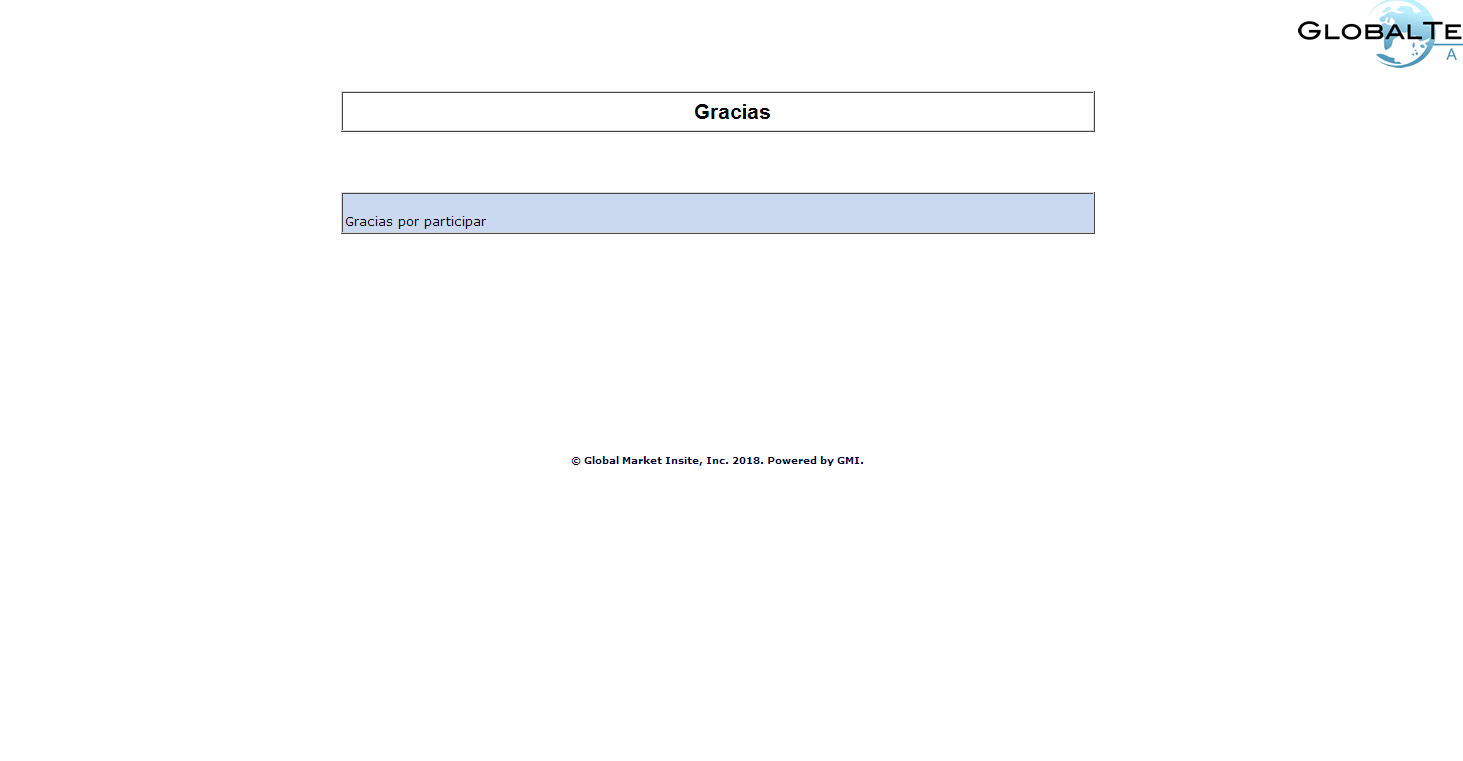 GLOBALTE
A
Gracias
Gracias por participar
© Global Market Insite, Inc. 2018. Powered by GMI.